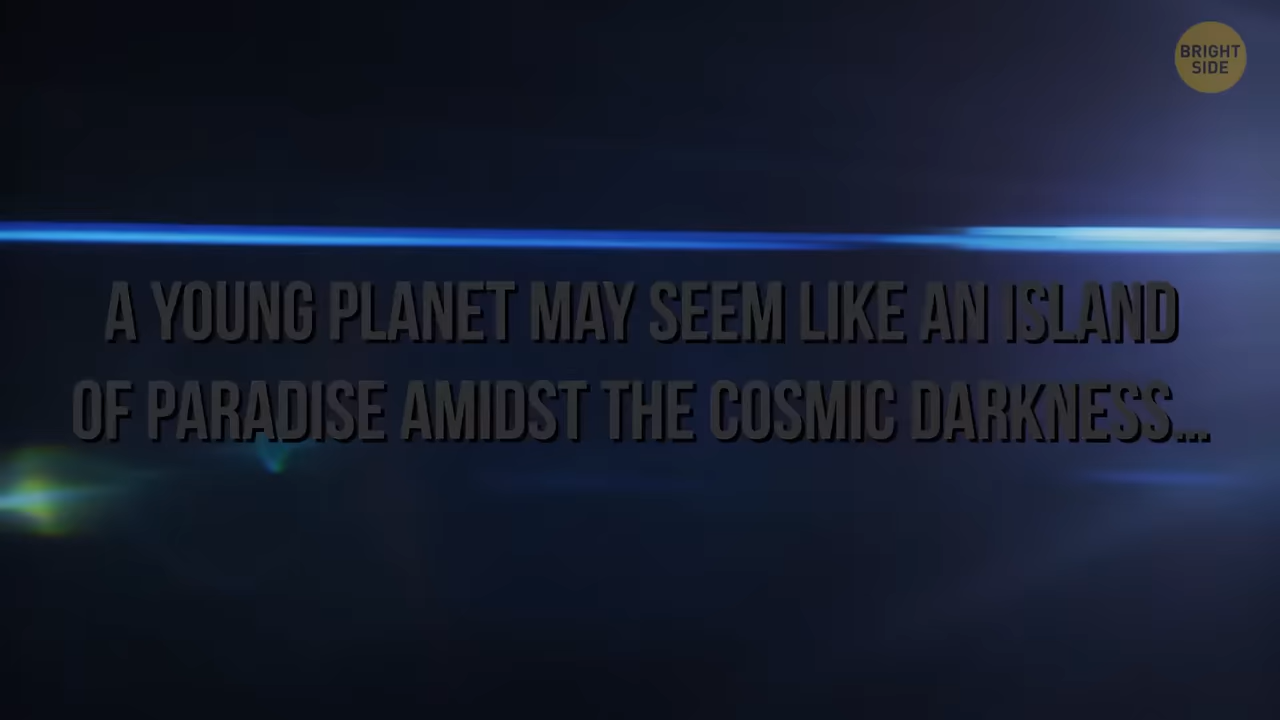 BRIGHT
SIDE
A YOUNG PLANET MAY SEEM LIKE AN ISLAND
OF PARADISE AMIDST THE COSMIC DARKNESS...